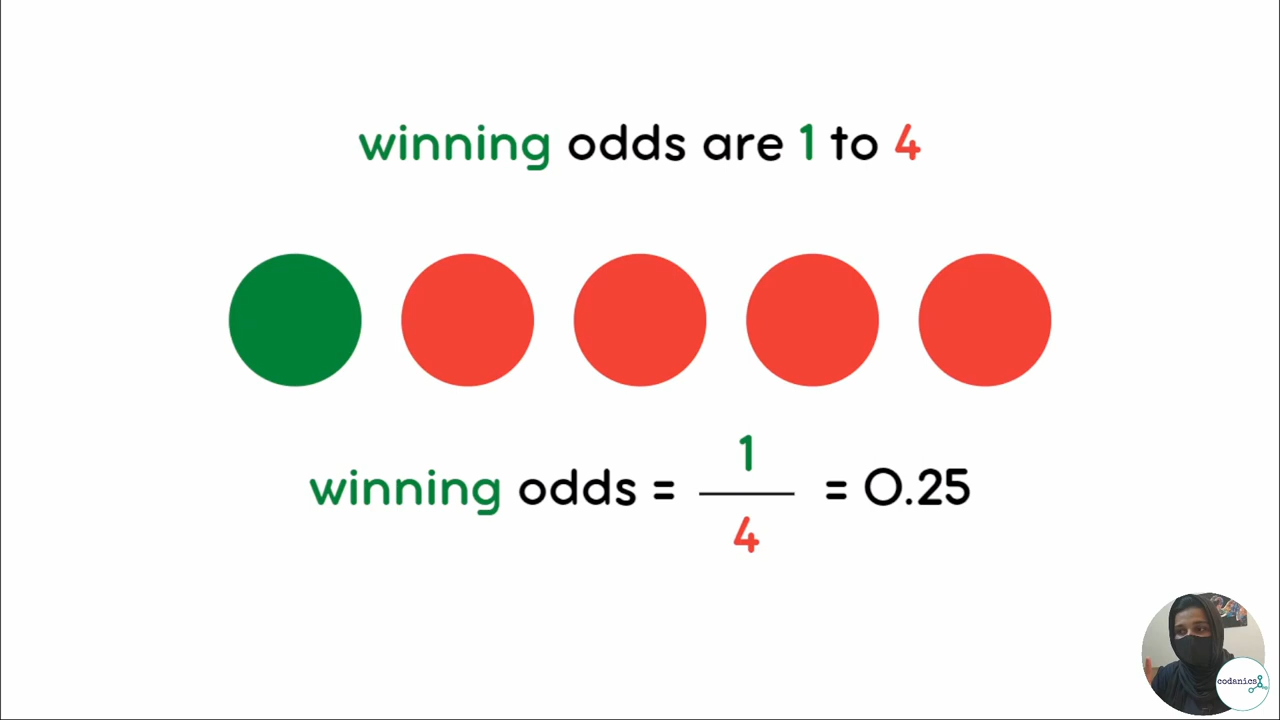 winning odds are 1 to 4
winning odds = 1/4 = 0.25
codanics